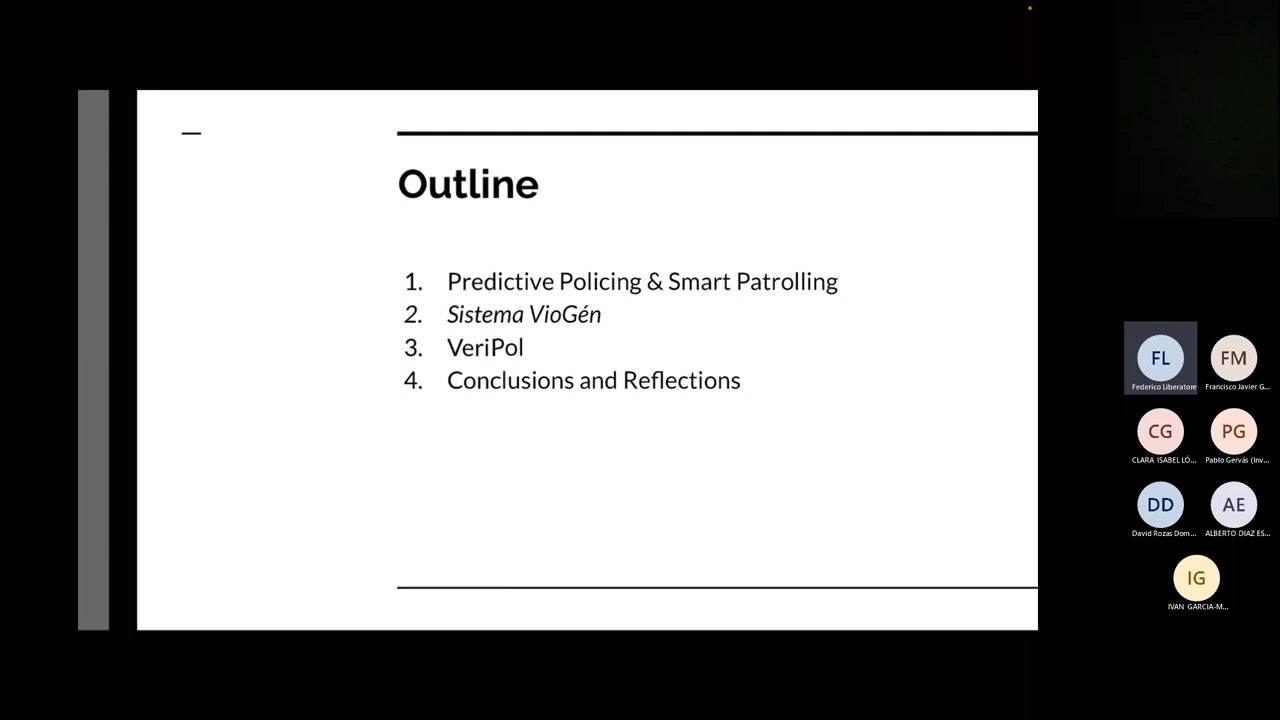 Outline
1. Predictive Policing & Smart Patrolling
2. Sistema VioGén
3. VeriPol
4. Conclusions and Reflections
FL
FM
Federico Liberatore
Francisco Javier G...
CG
PG
CLARA ISABEL LÓ...
Pablo Gervás (Inv...
DD
AE
David Rozas Dom...
ALBERTO DIAZ ES...
IG
IVAN GARCIA-M...